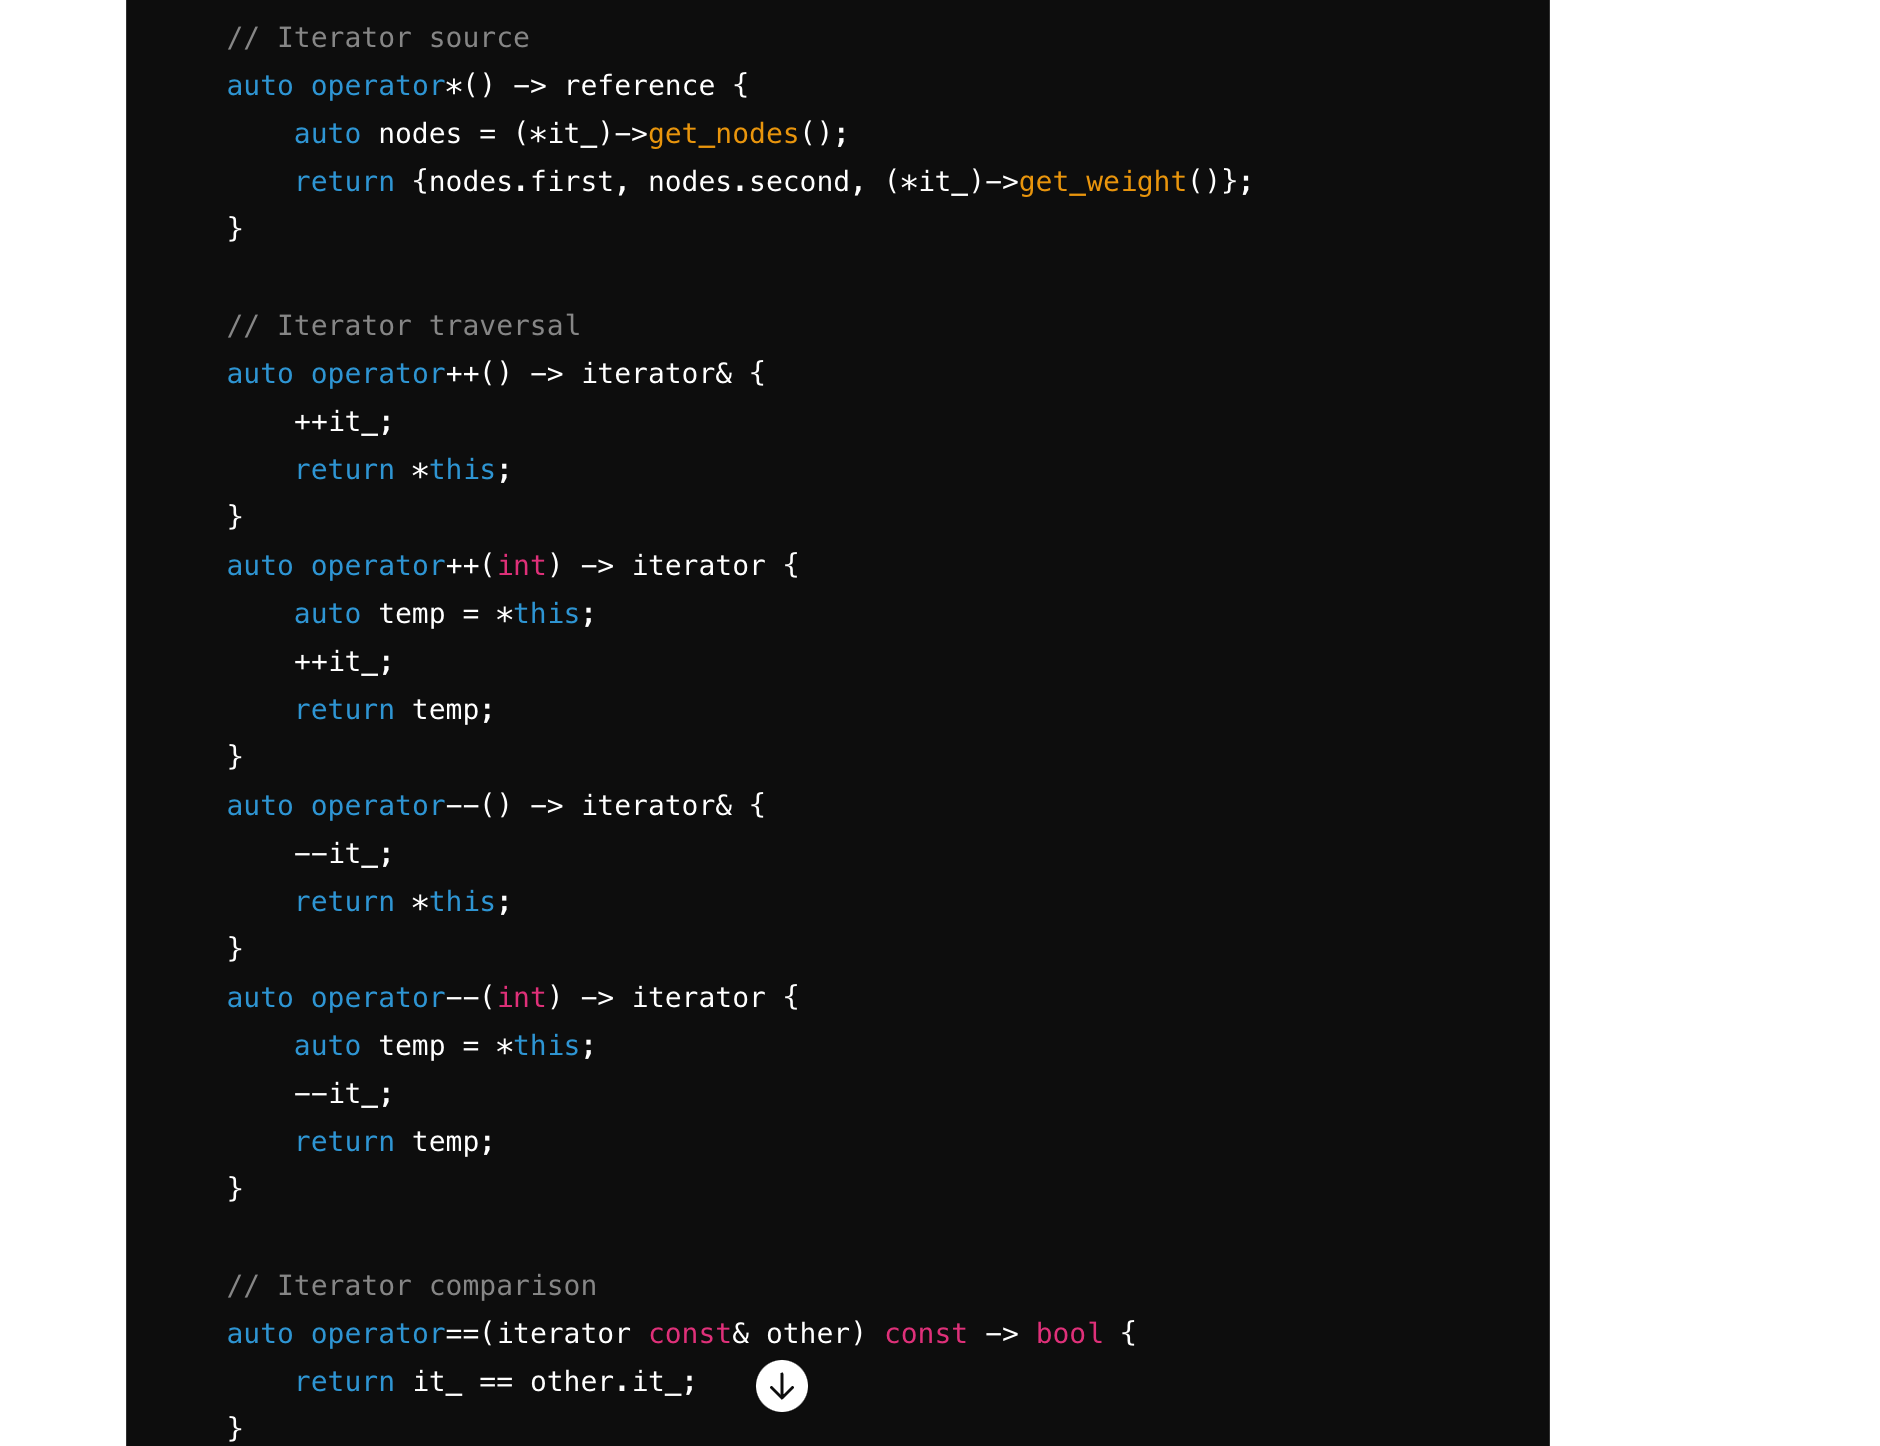 // Iterator source
auto operator*() -> reference {
    auto nodes = (*it_)->get_nodes();
    return {nodes.first, nodes.second, (*it_)->get_weight()};
}

// Iterator traversal
auto operator++() -> iterator& {
    ++it_;
    return *this;
}
auto operator++(int) -> iterator {
    auto temp = *this;
    ++it_;
    return temp;
}
auto operator--() -> iterator& {
    --it_;
    return *this;
}
auto operator--(int) -> iterator {
    auto temp = *this;
    --it_;
    return temp;
}

// Iterator comparison
auto operator==(iterator const& other) const -> bool {
    return it_ == other.it_;
}